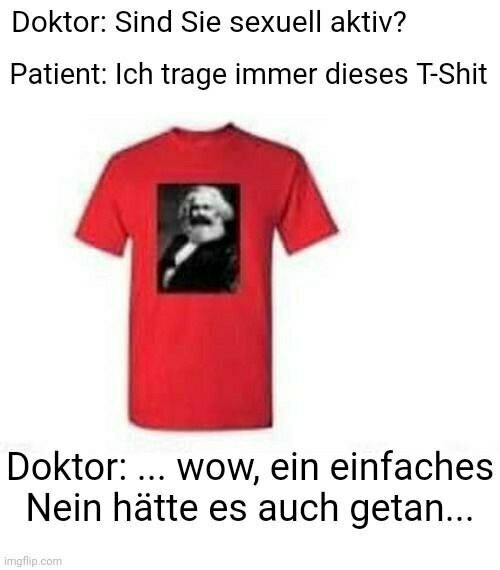 Doktor: Sind Sie sexuell aktiv?
Patient: Ich trage immer dieses T-Shit
Doktor: ... wow, ein einfaches
Nein hätte es auch getan...
imgflip.com